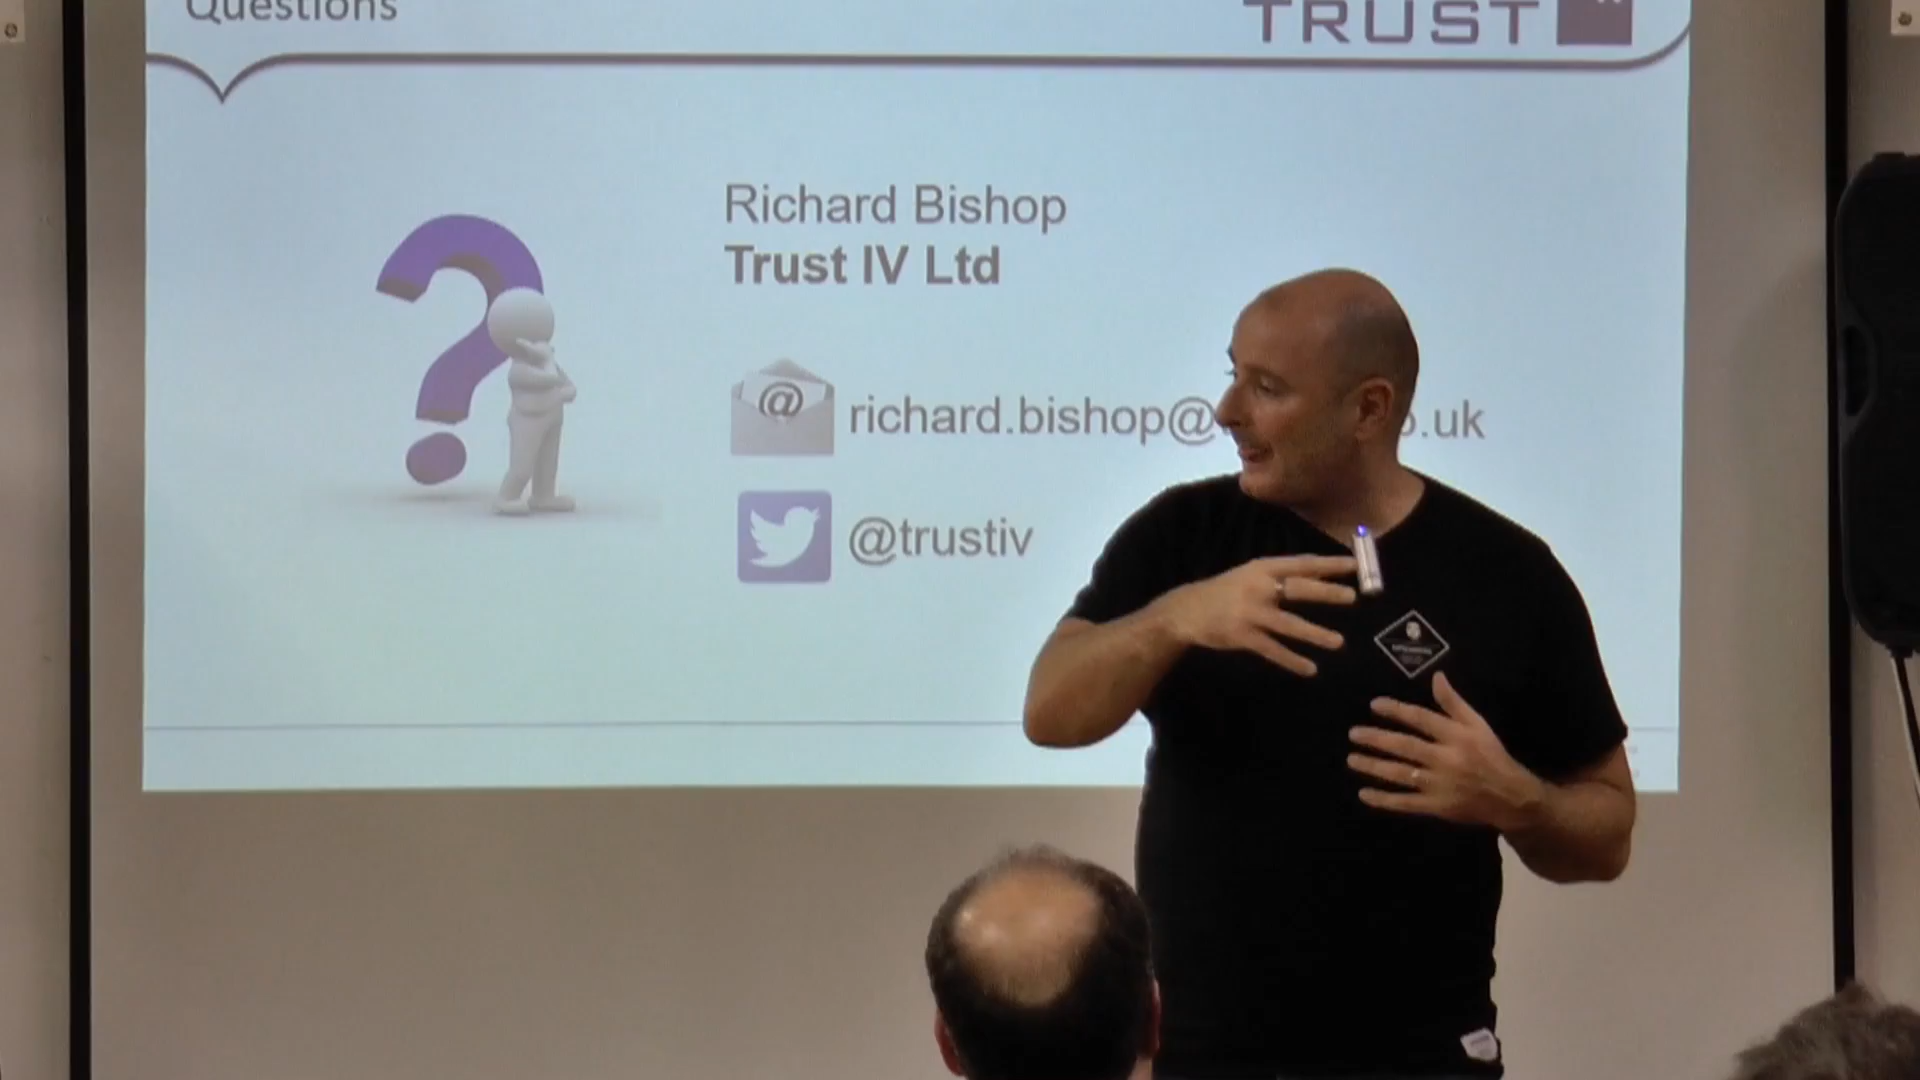 Questions
TRUST
Richard Bishop
Trust IV Ltd
@
richard.bishop@
.uk
@trustiv